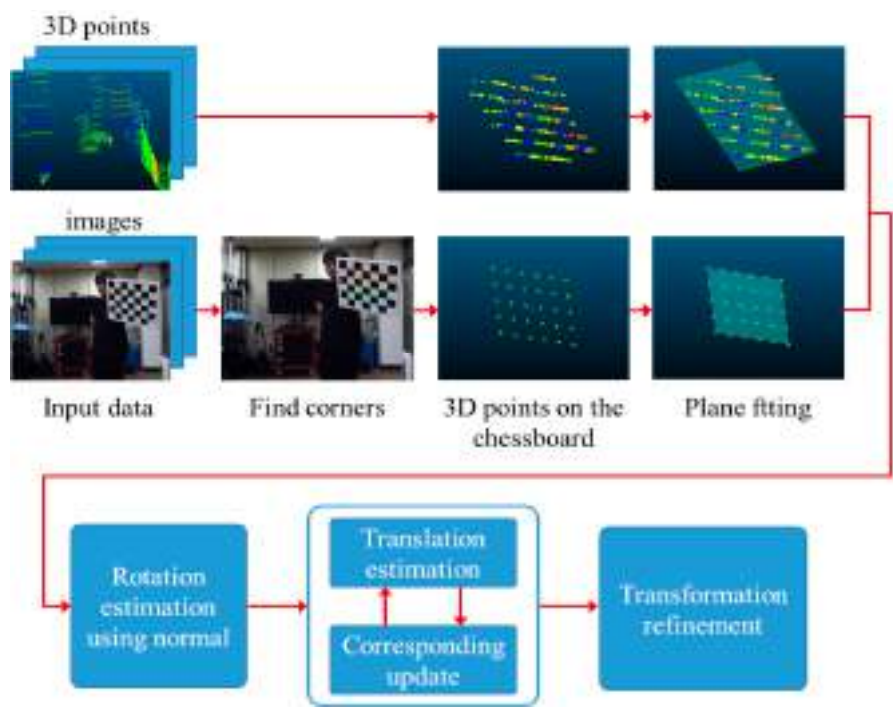 3D points
images
Input data
Find corners
3D points on the
chessboard
Plane ftting
Rotation
estimation
using normal
Translation
estimation
Corresponding
update
Transformation
refinement